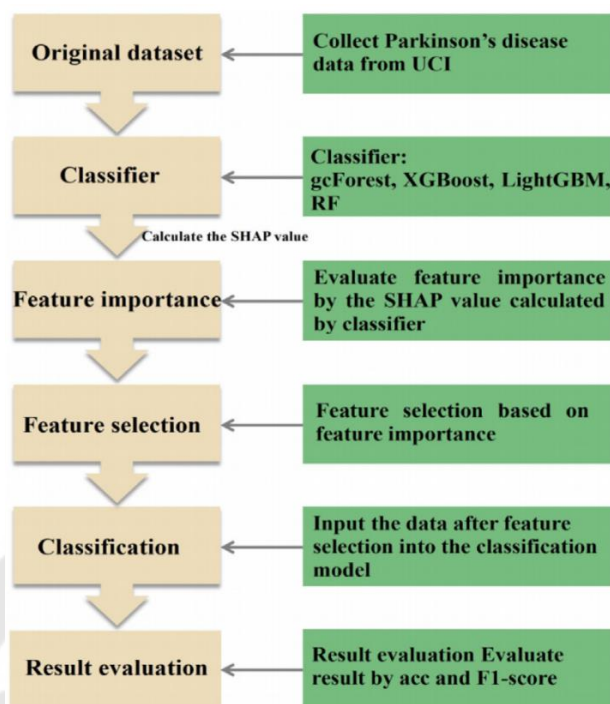 Original dataset
Collect Parkinson's disease
data from UCI
Classifier
Classifier:
gcForest, XGBoost, LightGBM,
RF
Calculate the SHAP value
Feature importance
Evaluate feature importance
by the SHAP value calculated
by classifier
Feature selection
Feature selection based on
feature importance
Classification
Input the data after feature
selection into the classification
model
Result evaluation
Result evaluation Evaluate
result by acc and F1-score